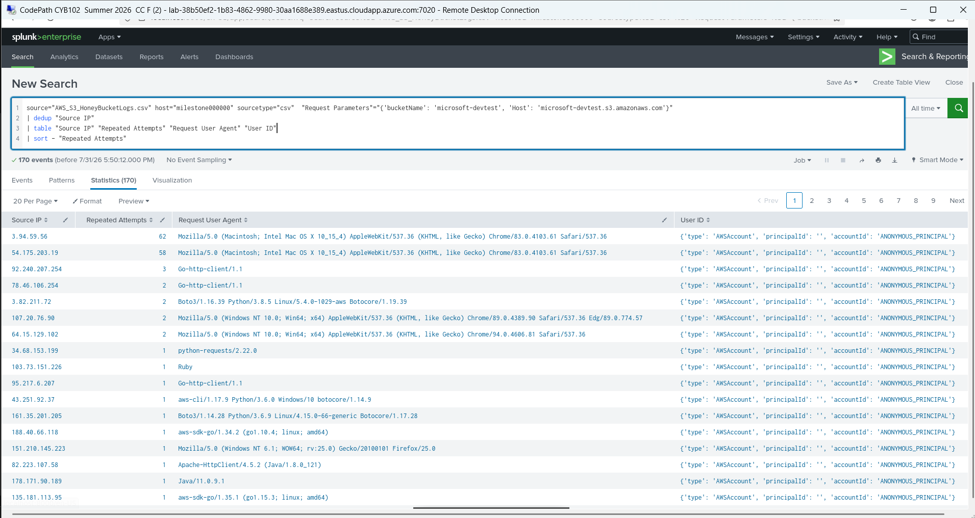 CodePath CYB102 Summer 2026 CC F (2) - lab-38b50ef2-1b83-4862-9980-30aa1688e389.eastus.cloudapp.azure.com:7020 - Remote Desktop Connection
splunk>enterprise Apps Messages Settings Activity Help Find
Search Analytics Datasets Reports Alerts Dashboards Search & Reporting
New Search Save As Create Table View Close
1 source="AWS_S3_HoneyBucketLogs.csv" host="milestone000000" sourcetype="csv" "Request Parameters"="{'bucketName': 'microsoft-devtest', 'Host': 'microsoft-devtest.s3.amazonaws.com'}"
2 | dedup "Source IP"
3 | table "Source IP" "Repeated Attempts" "Request User Agent" "User ID"
4 | sort - "Repeated Attempts"
All time
✓ 170 events (before 7/31/26 5:50:12.000 PM) No Event Sampling Job Smart Mode
Events Patterns Statistics (170) Visualization
20 Per Page Format Preview < Prev 1 2 3 4 5 6 7 8 9 Next
Source IP Repeated Attempts Request User Agent User ID
3.94.59.56 62 Mozilla/5.0 (Macintosh; Intel Mac OS X 10_15_4) AppleWebKit/537.36 (KHTML, like Gecko) Chrome/83.0.4103.61 Safari/537.36 {'type': 'AWSAccount', 'principalId': '', 'accountId': 'ANONYMOUS_PRINCIPAL'}
54.175.203.19 58 Mozilla/5.0 (Macintosh; Intel Mac OS X 10_15_4) AppleWebKit/537.36 (KHTML, like Gecko) Chrome/83.0.4103.61 Safari/537.36 {'type': 'AWSAccount', 'principalId': '', 'accountId': 'ANONYMOUS_PRINCIPAL'}
92.240.207.254 3 Go-http-client/1.1 {'type': 'AWSAccount', 'principalId': '', 'accountId': 'ANONYMOUS_PRINCIPAL'}
78.46.106.254 2 Go-http-client/1.1 {'type': 'AWSAccount', 'principalId': '', 'accountId': 'ANONYMOUS_PRINCIPAL'}
3.82.211.72 2 Boto3/1.16.39 Python/3.8.5 Linux/5.4.0-1029-aws Botocore/1.19.39 {'type': 'AWSAccount', 'principalId': '', 'accountId': 'ANONYMOUS_PRINCIPAL'}
107.20.76.90 2 Mozilla/5.0 (Windows NT 10.0; Win64; x64) AppleWebKit/537.36 (KHTML, like Gecko) Chrome/89.0.4389.90 Safari/537.36 Edg/89.0.774.57 {'type': 'AWSAccount', 'principalId': '', 'accountId': 'ANONYMOUS_PRINCIPAL'}
64.15.129.102 2 Mozilla/5.0 (Windows NT 10.0; Win64; x64) AppleWebKit/537.36 (KHTML, like Gecko) Chrome/94.0.4606.81 Safari/537.36 {'type': 'AWSAccount', 'principalId': '', 'accountId': 'ANONYMOUS_PRINCIPAL'}
34.68.153.199 1 python-requests/2.22.0 {'type': 'AWSAccount', 'principalId': '', 'accountId': 'ANONYMOUS_PRINCIPAL'}
103.73.151.226 1 Ruby {'type': 'AWSAccount', 'principalId': '', 'accountId': 'ANONYMOUS_PRINCIPAL'}
95.217.6.207 1 Go-http-client/1.1 {'type': 'AWSAccount', 'principalId': '', 'accountId': 'ANONYMOUS_PRINCIPAL'}
43.251.92.37 1 aws-cli/1.17.9 Python/3.6.0 Windows/10 botocore/1.14.9 {'type': 'AWSAccount', 'principalId': '', 'accountId': 'ANONYMOUS_PRINCIPAL'}
161.35.201.205 1 Boto3/1.14.28 Python/3.6.9 Linux/4.15.0-66-generic Botocore/1.17.28 {'type': 'AWSAccount', 'principalId': '', 'accountId': 'ANONYMOUS_PRINCIPAL'}
188.40.66.118 1 aws-sdk-go/1.34.2 (go1.10.4; linux; amd64) {'type': 'AWSAccount', 'principalId': '', 'accountId': 'ANONYMOUS_PRINCIPAL'}
151.210.145.223 1 Mozilla/5.0 (Windows NT 6.1; WOW64; rv:25.0) Gecko/20100101 Firefox/25.0 {'type': 'AWSAccount', 'principalId': '', 'accountId': 'ANONYMOUS_PRINCIPAL'}
82.223.107.58 1 Apache-HttpClient/4.5.2 (Java/1.8.0_121) {'type': 'AWSAccount', 'principalId': '', 'accountId': 'ANONYMOUS_PRINCIPAL'}
178.171.90.189 1 Java/11.0.9.1 {'type': 'AWSAccount', 'principalId': '', 'accountId': 'ANONYMOUS_PRINCIPAL'}
135.181.113.95 1 aws-sdk-go/1.35.1 (go1.15.3; linux; amd64) {'type': 'AWSAccount', 'principalId': '', 'accountId': 'ANONYMOUS_PRINCIPAL'}